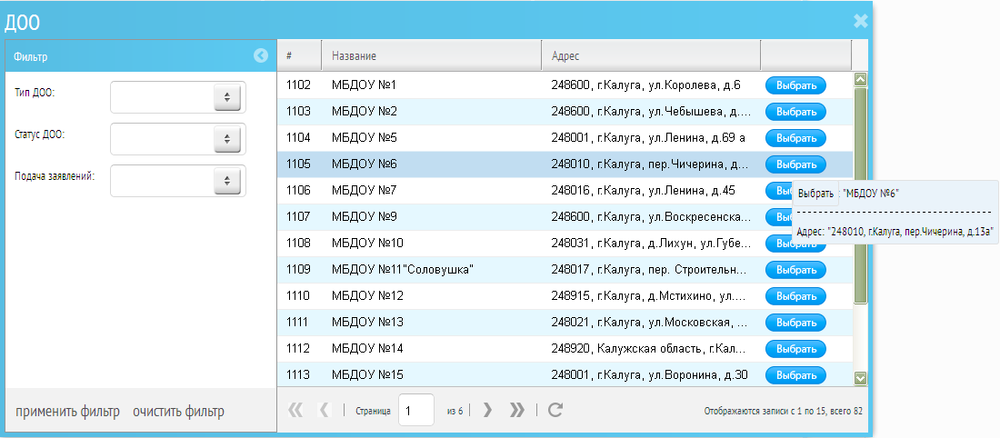 ДОО
Фильтр
Тип ДОО:
Статус ДОО:
Подача заявлений:
применить фильтр очистить фильтр
# Название Адрес
1102 МБДОУ №1 248600, г.Калуга, ул.Королева, д.6 Выбрать
1103 МБДОУ №2 248600, г.Калуга, ул.Чебышева, д.... Выбрать
1104 МБДОУ №5 248001, г.Калуга, ул.Ленина, д.69 а Выбрать
1105 МБДОУ №6 248010, г.Калуга, пер.Чичерина, д... Выбрать
1106 МБДОУ №7 248016, г.Калуга, ул.Ленина, д.45 Выб
1107 МБДОУ №9 248600, г.Калуга, ул.Воскресенска... Выб
1108 МБДОУ №10 248031, г.Калуга, д.Лихун, ул.Губе... Выбрать
1109 МБДОУ №11"Соловушка" 248017, г.Калуга, пер. Строительн... Выбрать
1110 МБДОУ №12 248915, г.Калуга, д.Мстихино, ул.... Выбрать
1111 МБДОУ №13 248021, г.Калуга, ул.Московская, ... Выбрать
1112 МБДОУ №14 248920, Калужская область, г.Кал... Выбрать
1113 МБДОУ №15 248001, г.Калуга, ул.Воронина, д.30 Выбрать
Выбрать : "МБДОУ №6"
Адрес: "248010, г.Калуга, пер.Чичерина, д.13а"
Страница 1 из 6
Отображаются записи с 1 по 15, всего 82